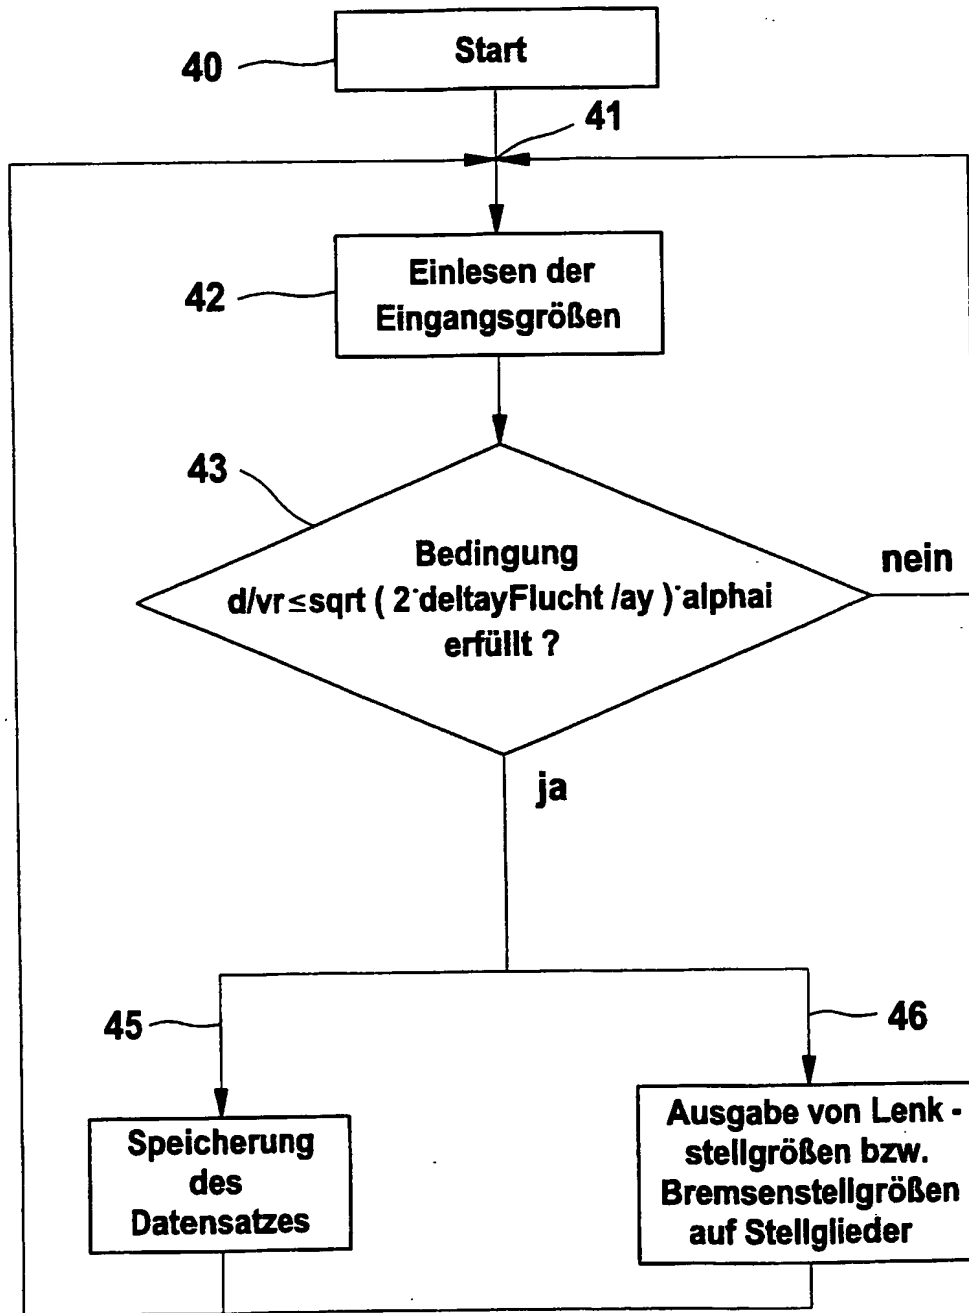 Start
40
41
Einlesen der
Eingangsgrößen
42
43
Bedingung
d/vr≤sqrt ( 2·deltayFlucht /ay )·alphai
erfüllt ?
nein
ja
45
46
Speicherung
des
Datensatzes
Ausgabe von Lenk -
stellgrößen bzw.
Bremsenstellgrößen
auf Stellglieder